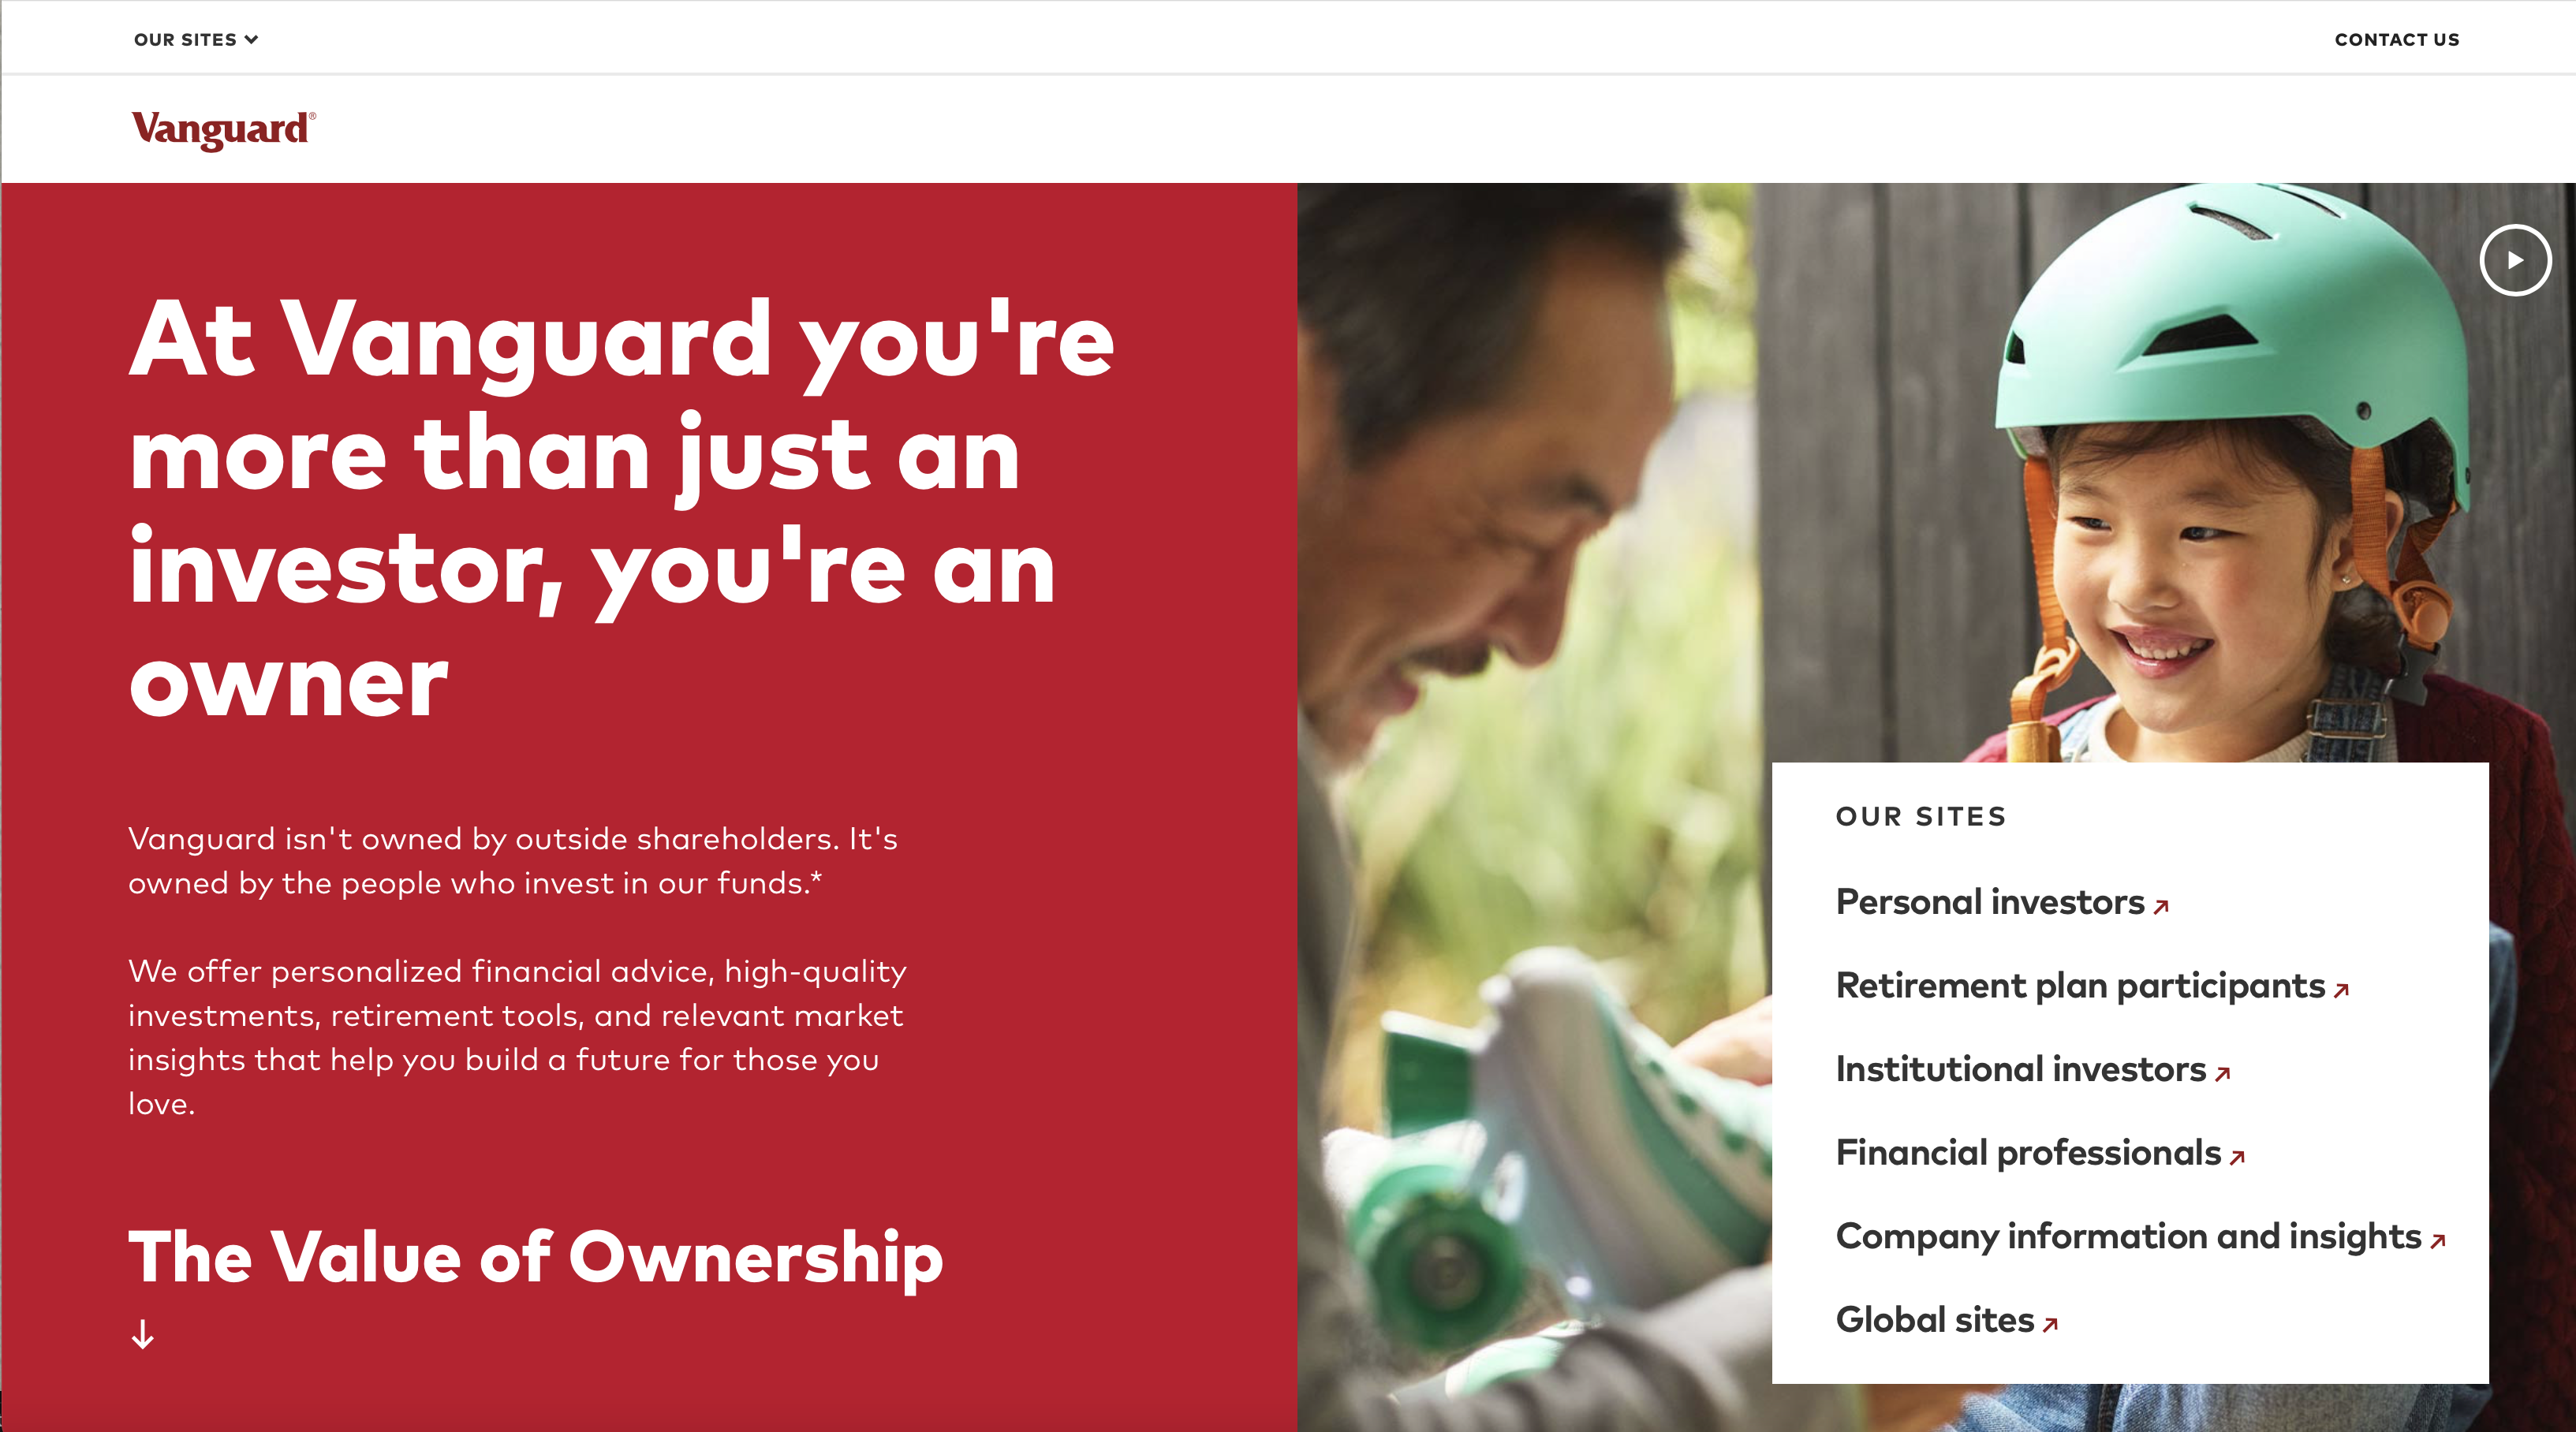 OUR SITES
CONTACT US
Vanguard®
At Vanguard you're
more than just an
investor, you're an
owner
Vanguard isn't owned by outside shareholders. It's
owned by the people who invest in our funds.*
We offer personalized financial advice, high-quality
investments, retirement tools, and relevant market
insights that help you build a future for those you
love.
The Value of Ownership
OUR SITES
Personal investors
Retirement plan participants
Institutional investors
Financial professionals
Company information and insights
Global sites